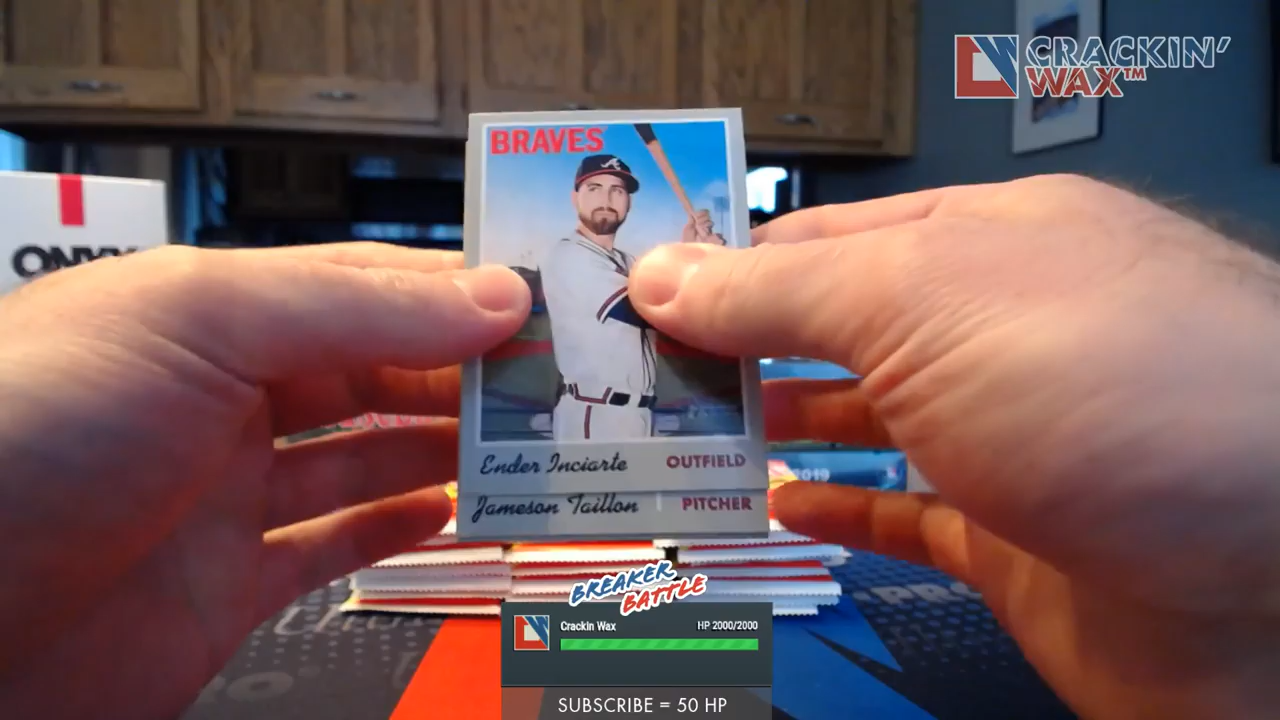 CRACKIN'
WAX™
BRAVES
ONYX
Ender Inciarte OUTFIELD
Jameson Taillon PITCHER
2019
BREAKER
BATTLE
Crackin Wax HP 2000/2000
SUBSCRIBE = 50 HP